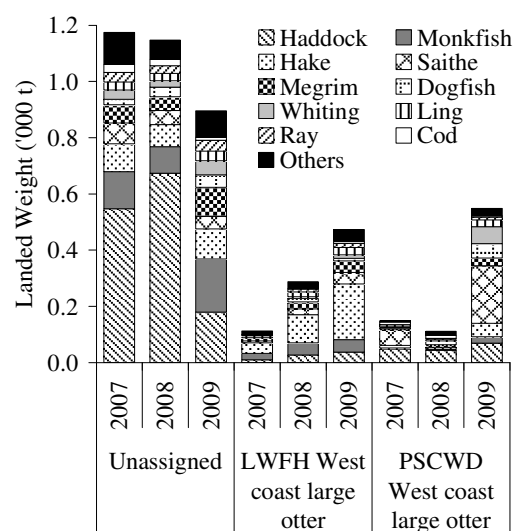 1.2
1.0
0.8
0.6
0.4
0.2
0.0
Landed Weight ('000 t)
Haddock Monkfish
Hake Saithe
Megrim Dogfish
Whiting Ling
Ray Cod
Others
2007 2008 2009 2007 2008 2009 2007 2008 2009
Unassigned
LWFH West
coast large
otter
PSCWD
West coast
large otter